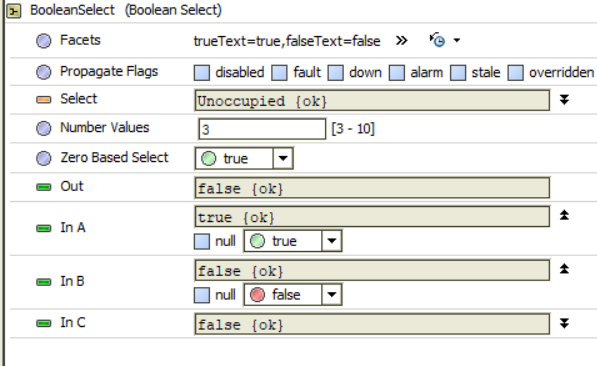 BooleanSelect (Boolean Select)
Facets trueText=true,falseText=false »
Propagate Flags disabled fault down alarm stale overridden
Select Unoccupied {ok}
Number Values 3 [3 - 10]
Zero Based Select true
Out false {ok}
In A true {ok}
null true
In B false {ok}
null false
In C false {ok}